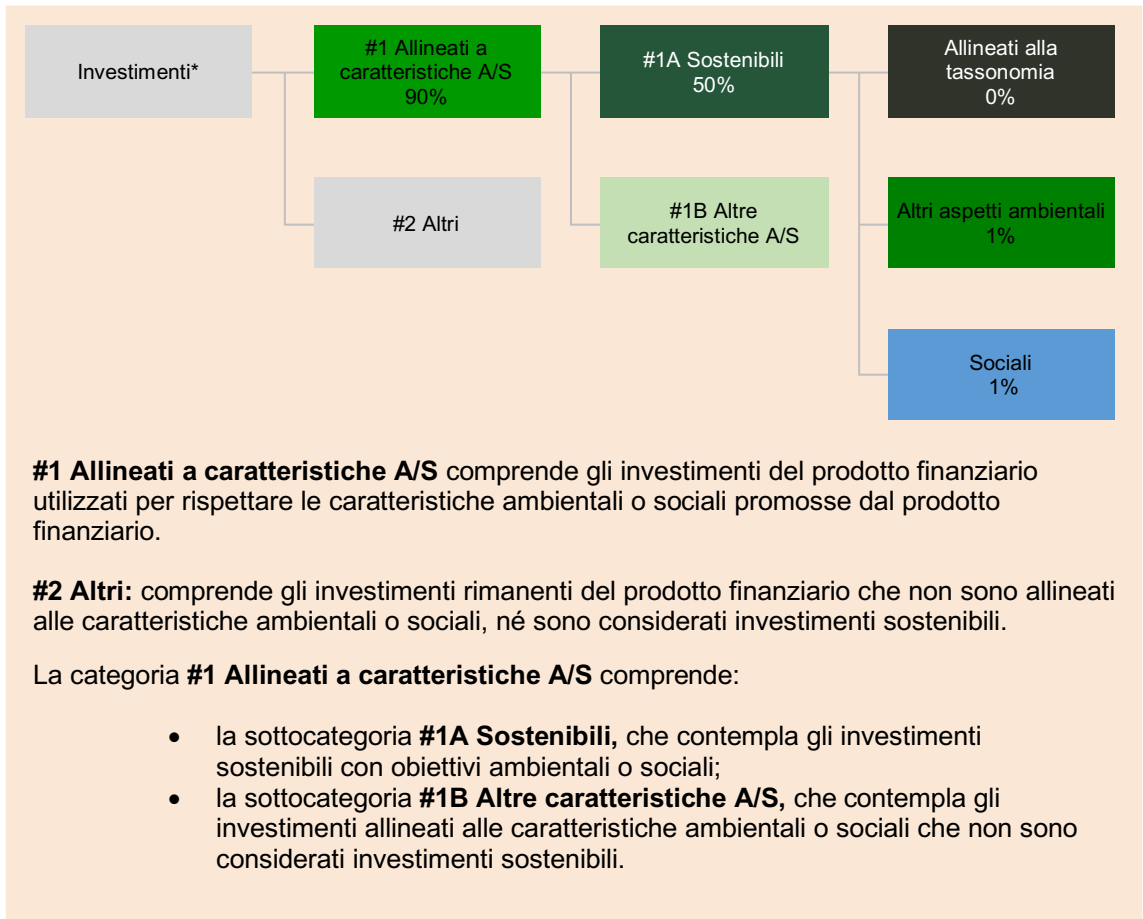 Investimenti*
#1 Allineati a
caratteristiche A/S
90%
#1A Sostenibili
50%
Allineati alla
tassonomia
0%
#2 Altri
#1B Altre
caratteristiche A/S
Altri aspetti ambientali
1%
Sociali
1%
#1 Allineati a caratteristiche A/S comprende gli investimenti del prodotto finanziario
utilizzati per rispettare le caratteristiche ambientali o sociali promosse dal prodotto
finanziario.
#2 Altri: comprende gli investimenti rimanenti del prodotto finanziario che non sono allineati
alle caratteristiche ambientali o sociali, né sono considerati investimenti sostenibili.
La categoria #1 Allineati a caratteristiche A/S comprende:
• la sottocategoria #1A Sostenibili, che contempla gli investimenti
sostenibili con obiettivi ambientali o sociali;
• la sottocategoria #1B Altre caratteristiche A/S, che contempla gli
investimenti allineati alle caratteristiche ambientali o sociali che non sono
considerati investimenti sostenibili.